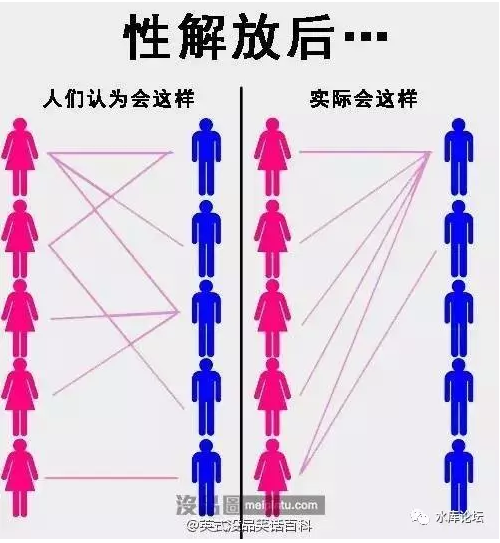 性解放后…
人们认为会这样
实际会这样
没品圖 meipintu.com
@英式没品笑话百科
水库论坛